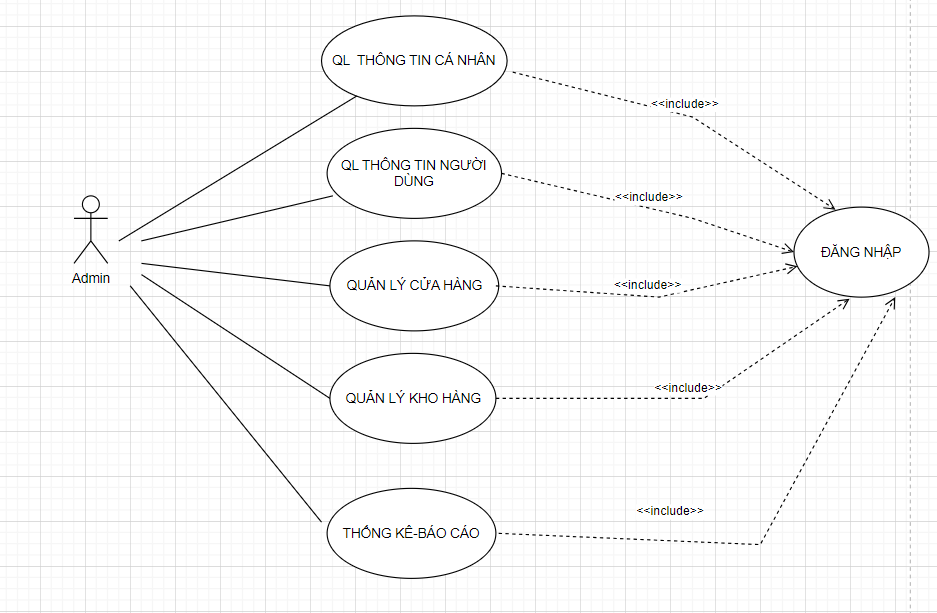 QL THÔNG TIN CÁ NHÂN
<<include>>
QL THÔNG TIN NGƯỜI
DÙNG
<<include>>
Admin
QUẢN LÝ CỬA HÀNG
<<include>>
ĐĂNG NHẬP
QUẢN LÝ KHO HÀNG
<<include>>
THỐNG KÊ-BÁO CÁO
<<include>>